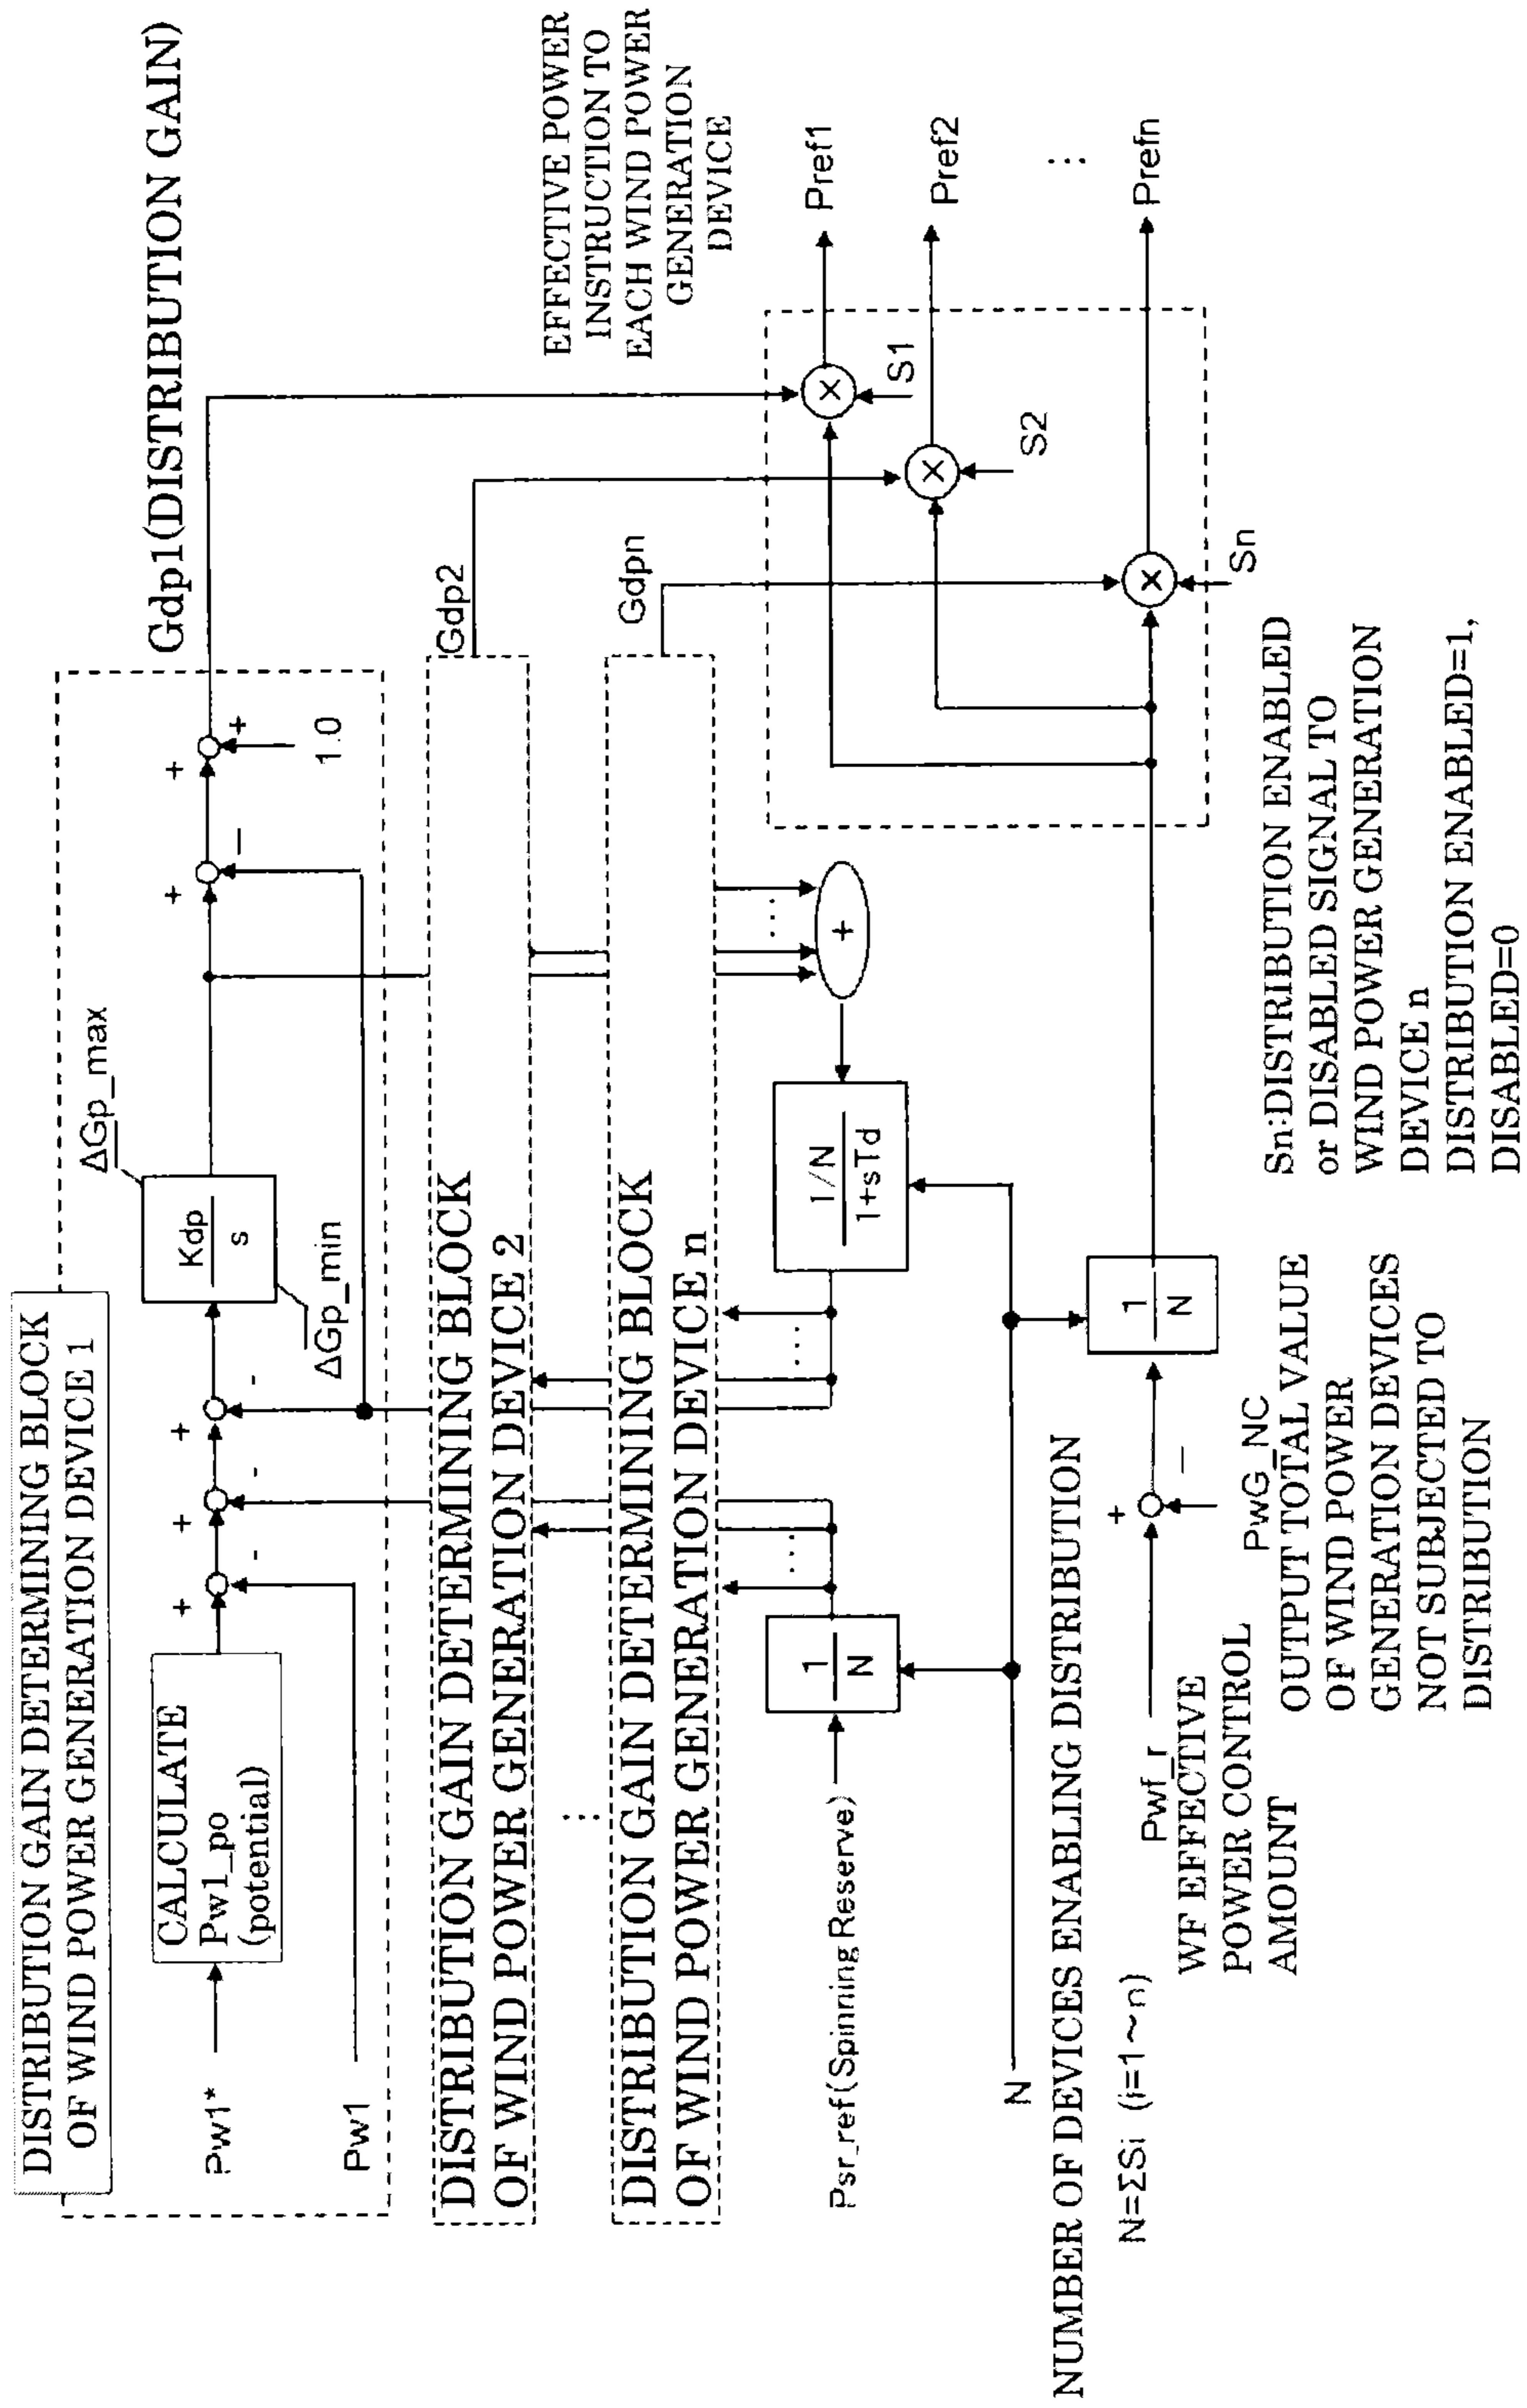 DISTRIBUTION GAIN DETERMINING BLOCK
OF WIND POWER GENERATION DEVICE 1
Pw1*
CALCULATE
Pw1_po
(potential)
Pw1
+
-
+
-
+
-
Kdp
s
ΔGp_max
ΔGp_min
+
−
+
+
1.0
Gdp1(DISTRIBUTION GAIN)
DISTRIBUTION GAIN DETERMINING BLOCK
OF WIND POWER GENERATION DEVICE 2
Gdp2
⋮
DISTRIBUTION GAIN DETERMINING BLOCK
OF WIND POWER GENERATION DEVICE n
Gdpn
EFFECTIVE POWER
INSTRUCTION TO
EACH WIND POWER
GENERATION
DEVICE
Psr_ref(Spinning Reserve)
1
N
...
...
1/N
1+sTd
...
+
×
S1
Pref1
×
S2
Pref2
⋮
×
Sn
Prefn
N
NUMBER OF DEVICES ENABLING DISTRIBUTION
N=ΣSi (i=1~n)
Pwf_r
WF EFFECTIVE
POWER CONTROL
AMOUNT
+
−
PwG_NC
OUTPUT TOTAL VALUE
OF WIND POWER
GENERATION DEVICES
NOT SUBJECTED TO
DISTRIBUTION
1
N
Sn:DISTRIBUTION ENABLED
or DISABLED SIGNAL TO
WIND POWER GENERATION
DEVICE n
DISTRIBUTION ENABLED=1,
DISABLED=0